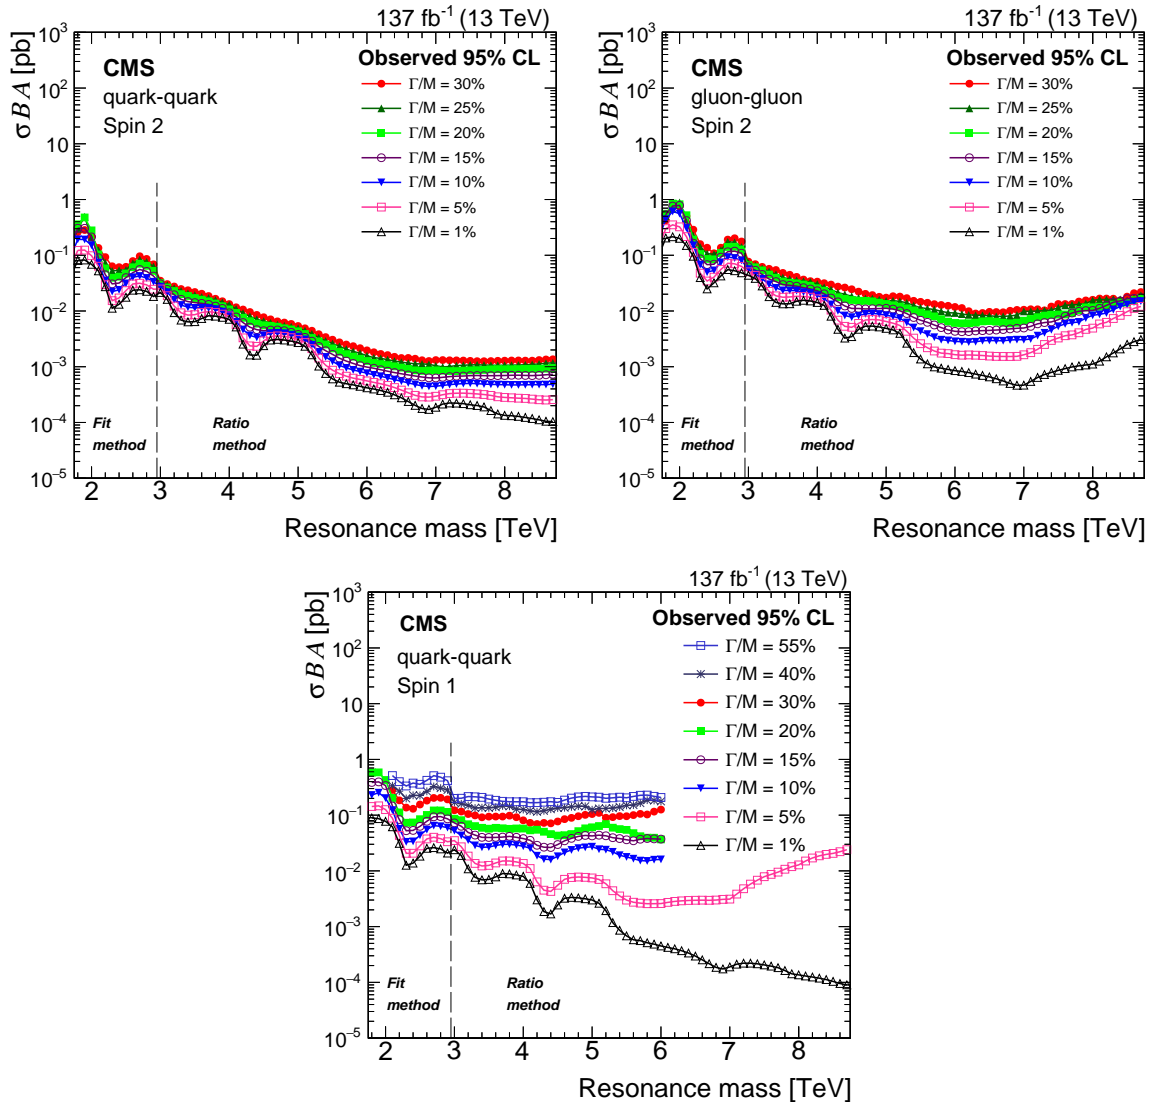 137 fb⁻¹ (13 TeV)
σBA [pb]
10³
10²
10
1
10⁻¹
10⁻²
10⁻³
10⁻⁴
10⁻⁵
CMS
quark-quark
Spin 2
Observed 95% CL
Γ/M = 30%
Γ/M = 25%
Γ/M = 20%
Γ/M = 15%
Γ/M = 10%
Γ/M = 5%
Γ/M = 1%
Fit method
Ratio method
2 3 4 5 6 7 8
Resonance mass [TeV]
137 fb⁻¹ (13 TeV)
σBA [pb]
10³
10²
10
1
10⁻¹
10⁻²
10⁻³
10⁻⁴
10⁻⁵
CMS
gluon-gluon
Spin 2
Observed 95% CL
Γ/M = 30%
Γ/M = 25%
Γ/M = 20%
Γ/M = 15%
Γ/M = 10%
Γ/M = 5%
Γ/M = 1%
Fit method
Ratio method
2 3 4 5 6 7 8
Resonance mass [TeV]
137 fb⁻¹ (13 TeV)
σBA [pb]
10³
10²
10
1
10⁻¹
10⁻²
10⁻³
10⁻⁴
10⁻⁵
CMS
quark-quark
Spin 1
Observed 95% CL
Γ/M = 55%
Γ/M = 40%
Γ/M = 30%
Γ/M = 20%
Γ/M = 15%
Γ/M = 10%
Γ/M = 5%
Γ/M = 1%
Fit method
Ratio method
2 3 4 5 6 7 8
Resonance mass [TeV]